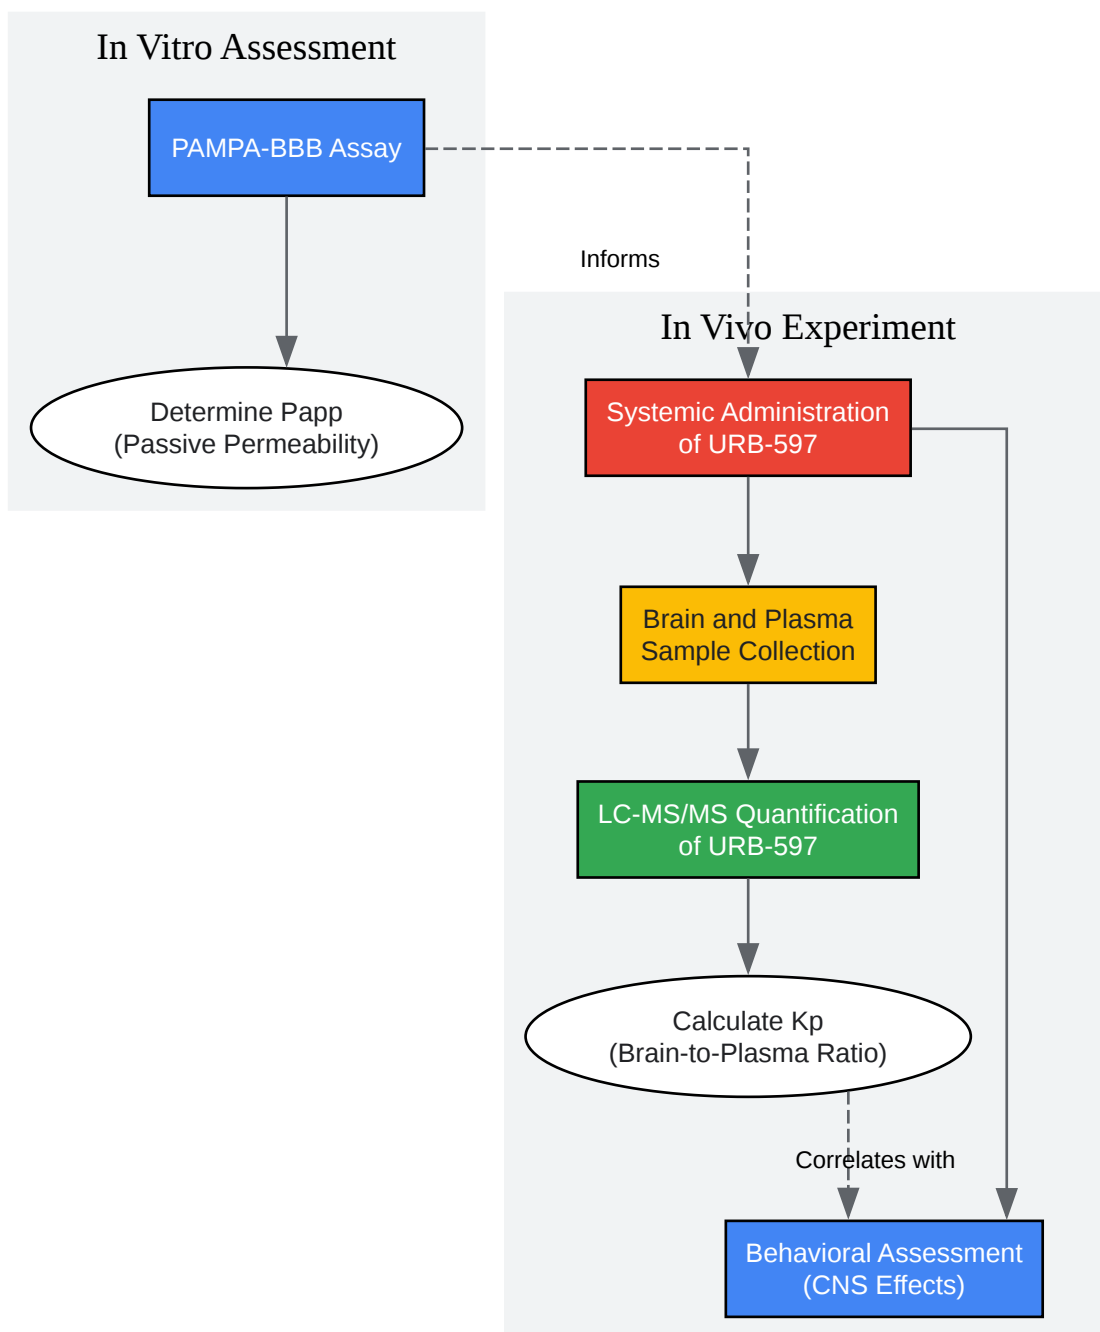 In Vitro Assessment
PAMPA-BBB Assay
Determine Papp
(Passive Permeability)
Informs
In Vivo Experiment
Systemic Administration
of URB-597
Brain and Plasma
Sample Collection
LC-MS/MS Quantification
of URB-597
Calculate Kp
(Brain-to-Plasma Ratio)
Correlates with
Behavioral Assessment
(CNS Effects)